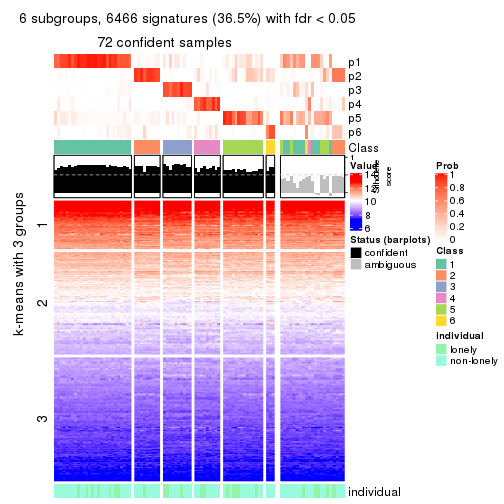 6 subgroups, 6466 signatures (36.5%) with fdr < 0.05
72 confident samples
p1
p2
p3
p4
p5
p6
Class
1
score
Value
14
12
10
8
6
Status (barplots)
confident
ambiguous
Prob
1
0.8
0.6
0.4
0.2
0
Class
1
2
3
4
5
6
individual
lonely
non-lonely
k-means with 3 groups
1
2
3
individual